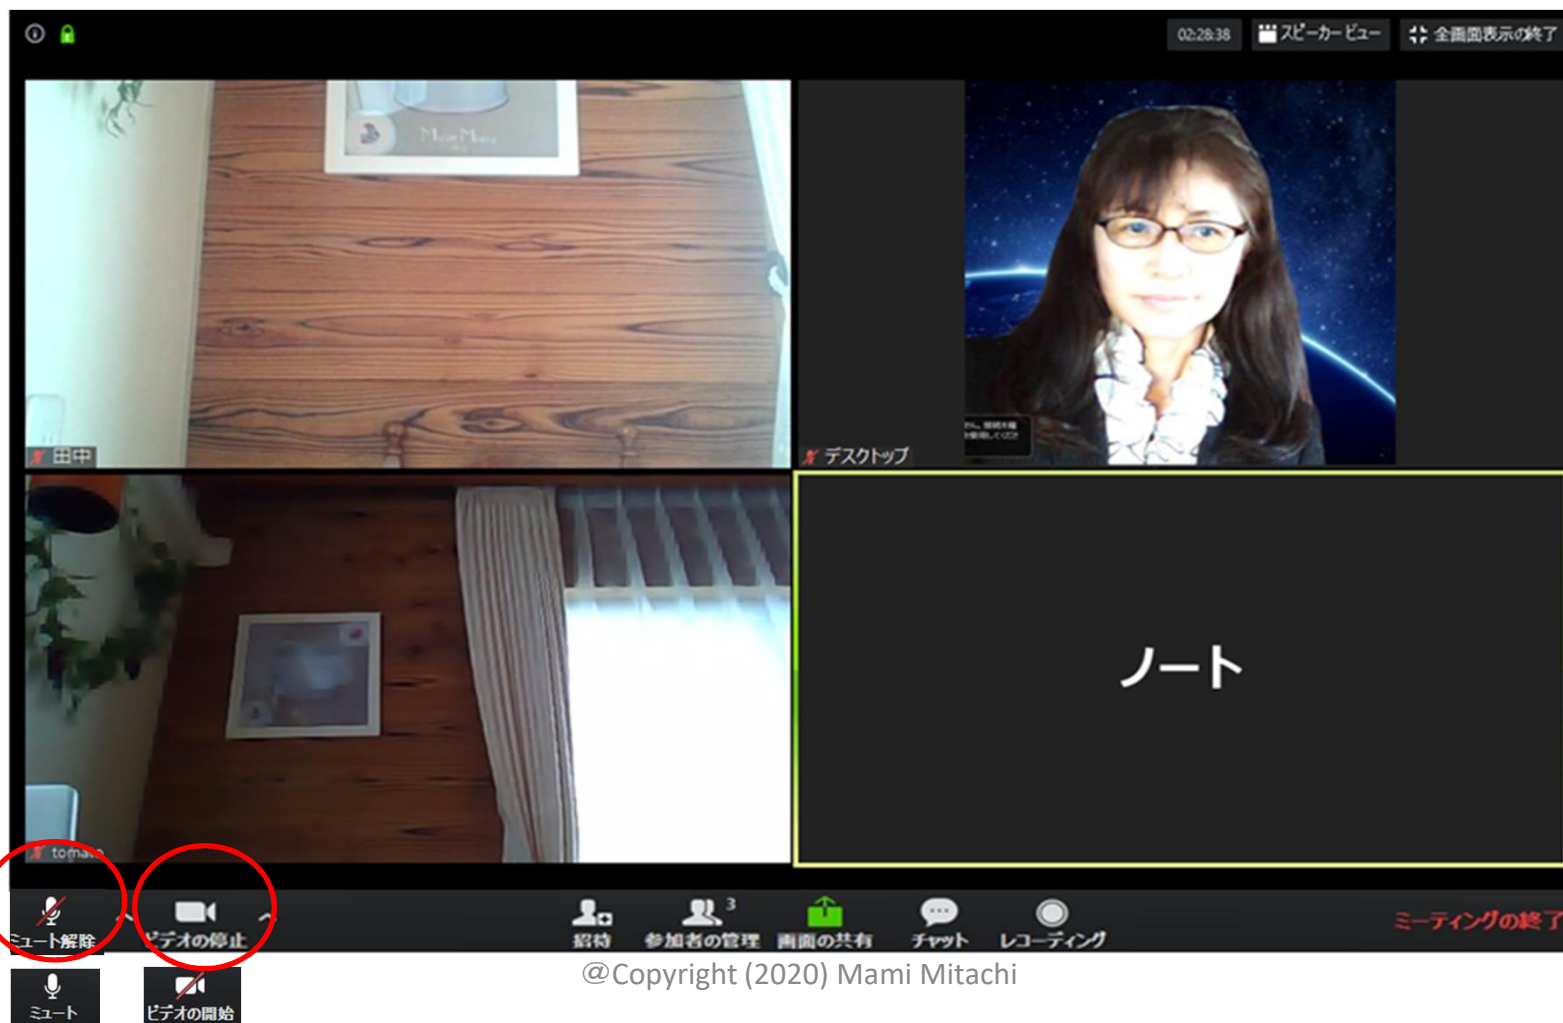 02:28:38 スピーカー ビュー 全画面表示の終了
田中
デスクトップ
ノート
tomato
ミュート解除 ビデオの停止 招待 参加者の管理 3 画面の共有 チャット レコーディング ミーティングの終了
@Copyright (2020) Mami Mitachi
ミュート ビデオの開始